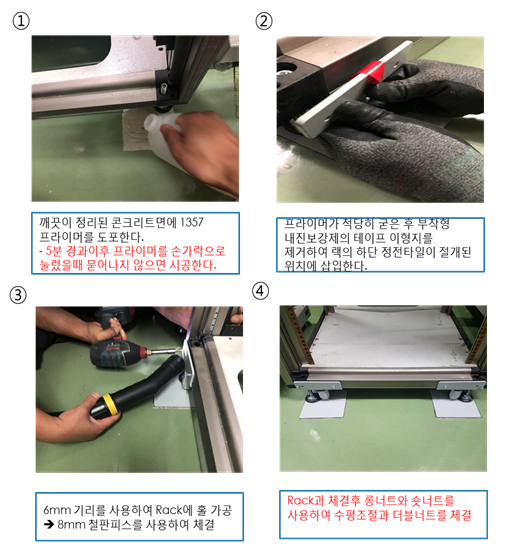 ①
②
깨끗이 정리된 콘크리트면에 1357
프라이머를 도포한다.
- 5분 경과이후 프라이머를 손가락으로
눌렀을때 묻어나지 않으면 시공한다.
프라이머가 적당히 굳은 후 부착형
내진보강제의 테이프 이형지를
제거하여 랙의 하단 정전타일이 절개된
위치에 삽입한다.
③
④
6mm 기리를 사용하여 Rack에 홀 가공
➔ 8mm 철판피스를 사용하여 체결
Rack과 체결후 롱너트와 숏너트를
사용하여 수평조절과 더블너트를 체결